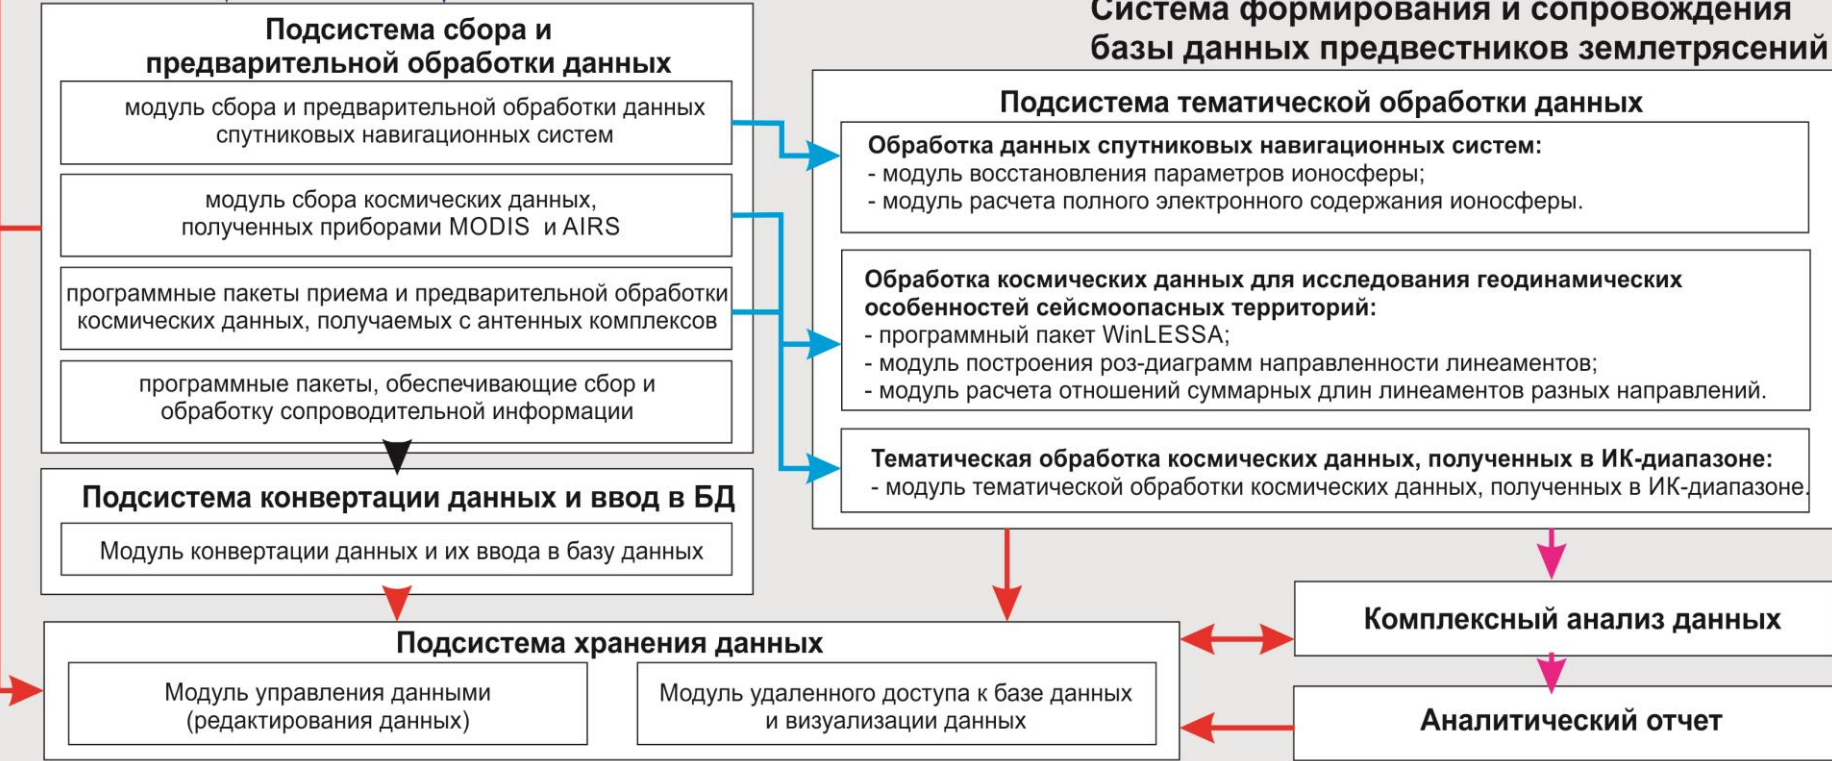 Система формирования и сопровождения
базы данных предвестников землетрясений
Подсистема сбора и
предварительной обработки данных
модуль сбора и предварительной обработки данных
спутниковых навигационных систем
модуль сбора космических данных,
полученных приборами MODIS и AIRS
программные пакеты приема и предварительной обработки
космических данных, получаемых с антенных комплексов
программные пакеты, обеспечивающие сбор и
обработку сопроводительной информации
Подсистема конвертации данных и ввод в БД
Модуль конвертации данных и их ввода в базу данных
Подсистема тематической обработки данных
Обработка данных спутниковых навигационных систем:
- модуль восстановления параметров ионосферы;
- модуль расчета полного электронного содержания ионосферы.
Обработка космических данных для исследования геодинамических
особенностей сейсмоопасных территорий:
- программный пакет WinLESSA;
- модуль построения роз-диаграмм направленности линеаментов;
- модуль расчета отношений суммарных длин линеаментов разных направлений.
Тематическая обработка космических данных, полученных в ИК-диапазоне:
- модуль тематической обработки космических данных, полученных в ИК-диапазоне.
Подсистема хранения данных
Модуль управления данными
(редактирования данных)
Модуль удаленного доступа к базе данных
и визуализации данных
Комплексный анализ данных
Аналитический отчет